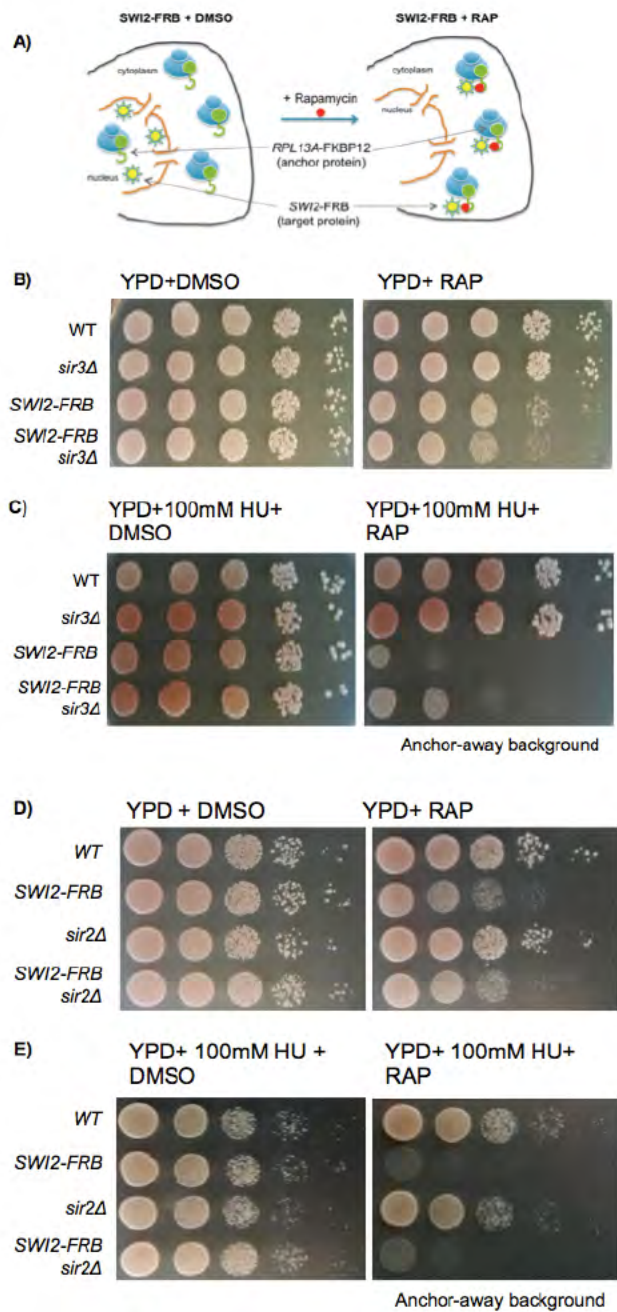 SWI2-FRB + DMSO
SWI2-FRB + RAP
A)
cytoplasm
nucleus
nucleus
+ Rapamycin
RPL13A-FKBP12
(anchor protein)
SWI2-FRB
(target protein)
cytoplasm
nucleus
B)
YPD+DMSO
YPD+ RAP
WT
sir3Δ
SWI2-FRB
SWI2-FRB
sir3Δ
C)
YPD+100mM HU+
DMSO
YPD+100mM HU+
RAP
WT
sir3Δ
SWI2-FRB
SWI2-FRB
sir3Δ
Anchor-away background
D)
YPD + DMSO
YPD+ RAP
WT
SWI2-FRB
sir2Δ
SWI2-FRB
sir2Δ
E)
YPD+ 100mM HU +
DMSO
YPD+ 100mM HU+
RAP
WT
SWI2-FRB
sir2Δ
SWI2-FRB
sir2Δ
Anchor-away background